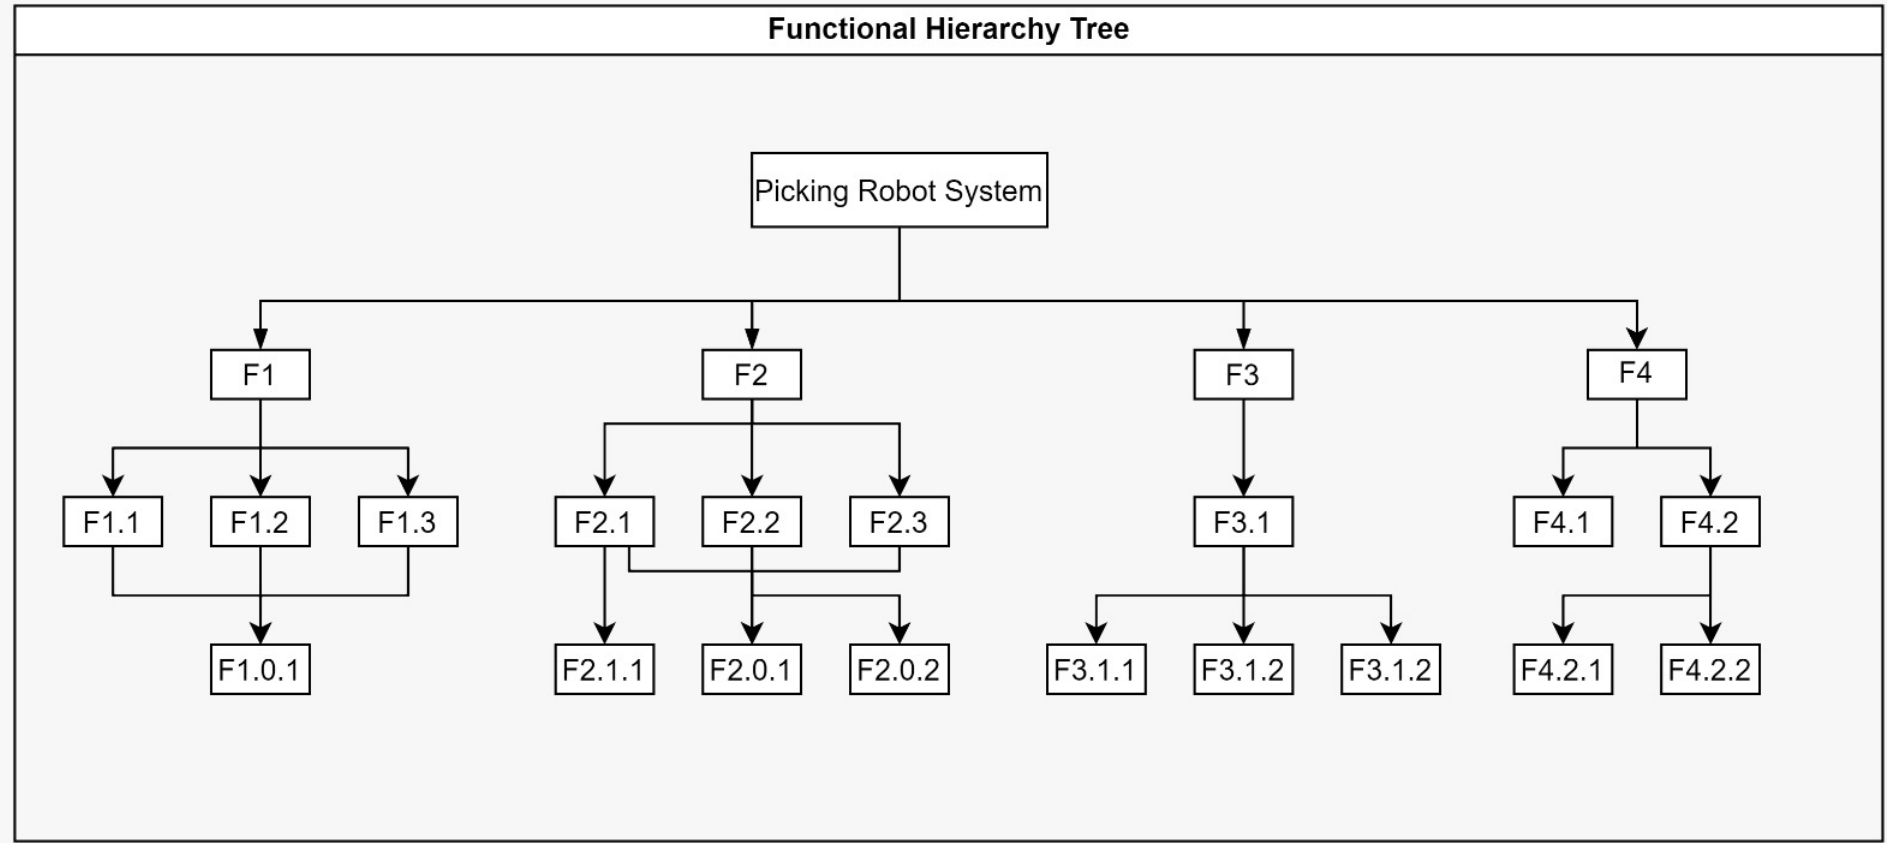 Functional Hierarchy Tree
Picking Robot System
F1
F2
F3
F4
F1.1
F1.2
F1.3
F2.1
F2.2
F2.3
F3.1
F4.1
F4.2
F1.0.1
F2.1.1
F2.0.1
F2.0.2
F3.1.1
F3.1.2
F3.1.2
F4.2.1
F4.2.2